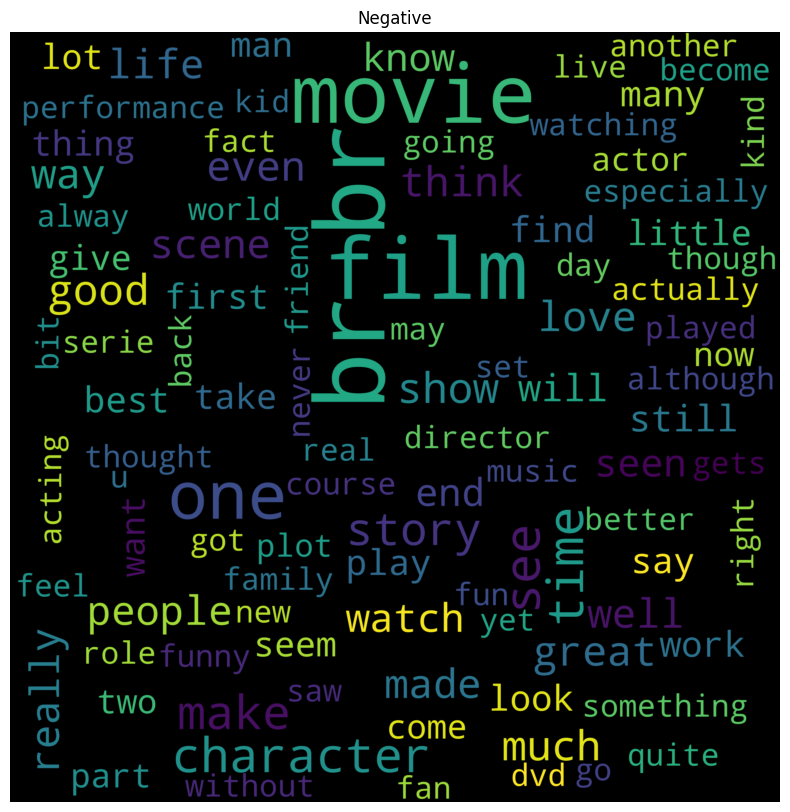 Negative
lot
life
man
know
another
live
become
movie
many
performance
kid
watching
kind
thing
fact
going
br br
actor
way
even
think
especially
alway
world
find
little
scene
friend
film
give
day
though
good
first
actually
love
played
bit
serie
back
may
now
set
although
best
take
never
show
will
still
director
acting
thought
real
seen
gets
u
music
one
course
end
want
story
see
time
better
right
got
plot
play
say
feel
family
fun
people
new
watch
yet
well
really
role
funny
seem
great
work
two
make
saw
made
look
something
come
character
much
quite
part
without
fan
dvd
go